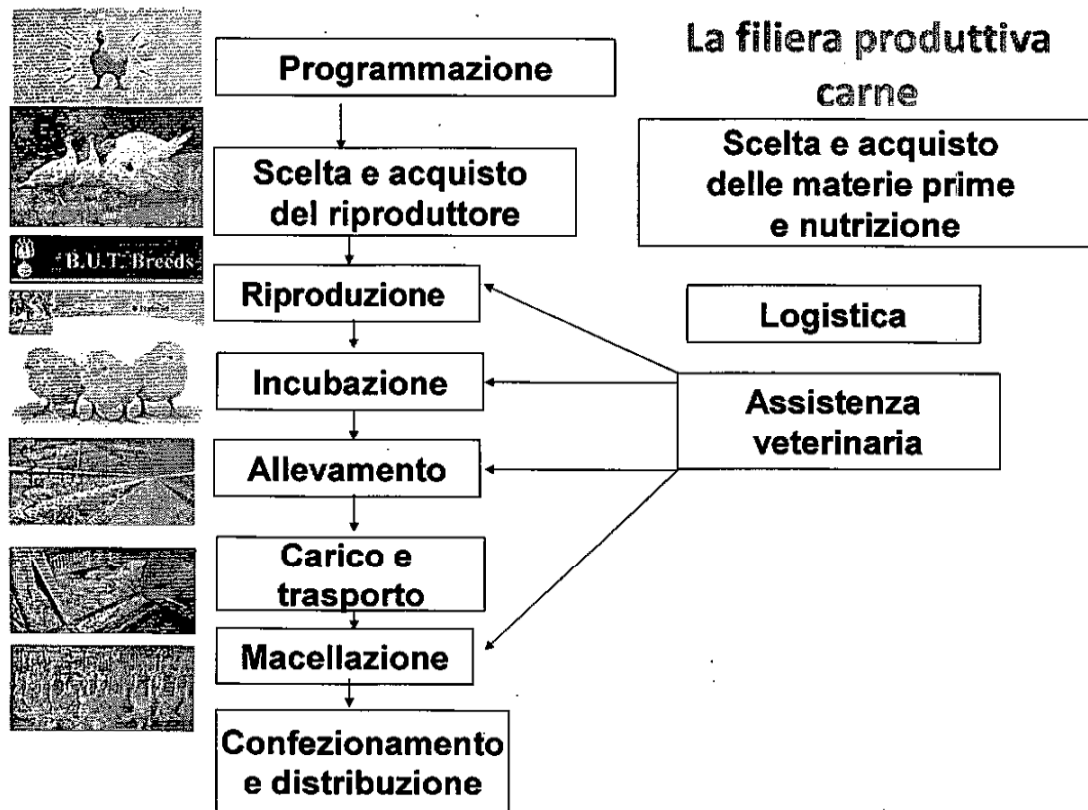 La filiera produttiva
carne
Programmazione
Scelta e acquisto
del riproduttore
Riproduzione
Incubazione
Allevamento
Carico e
trasporto
Macellazione
Confezionamento
e distribuzione
Scelta e acquisto
delle materie prime
e nutrizione
Logistica
Assistenza
veterinaria
B.U.T. Breeds